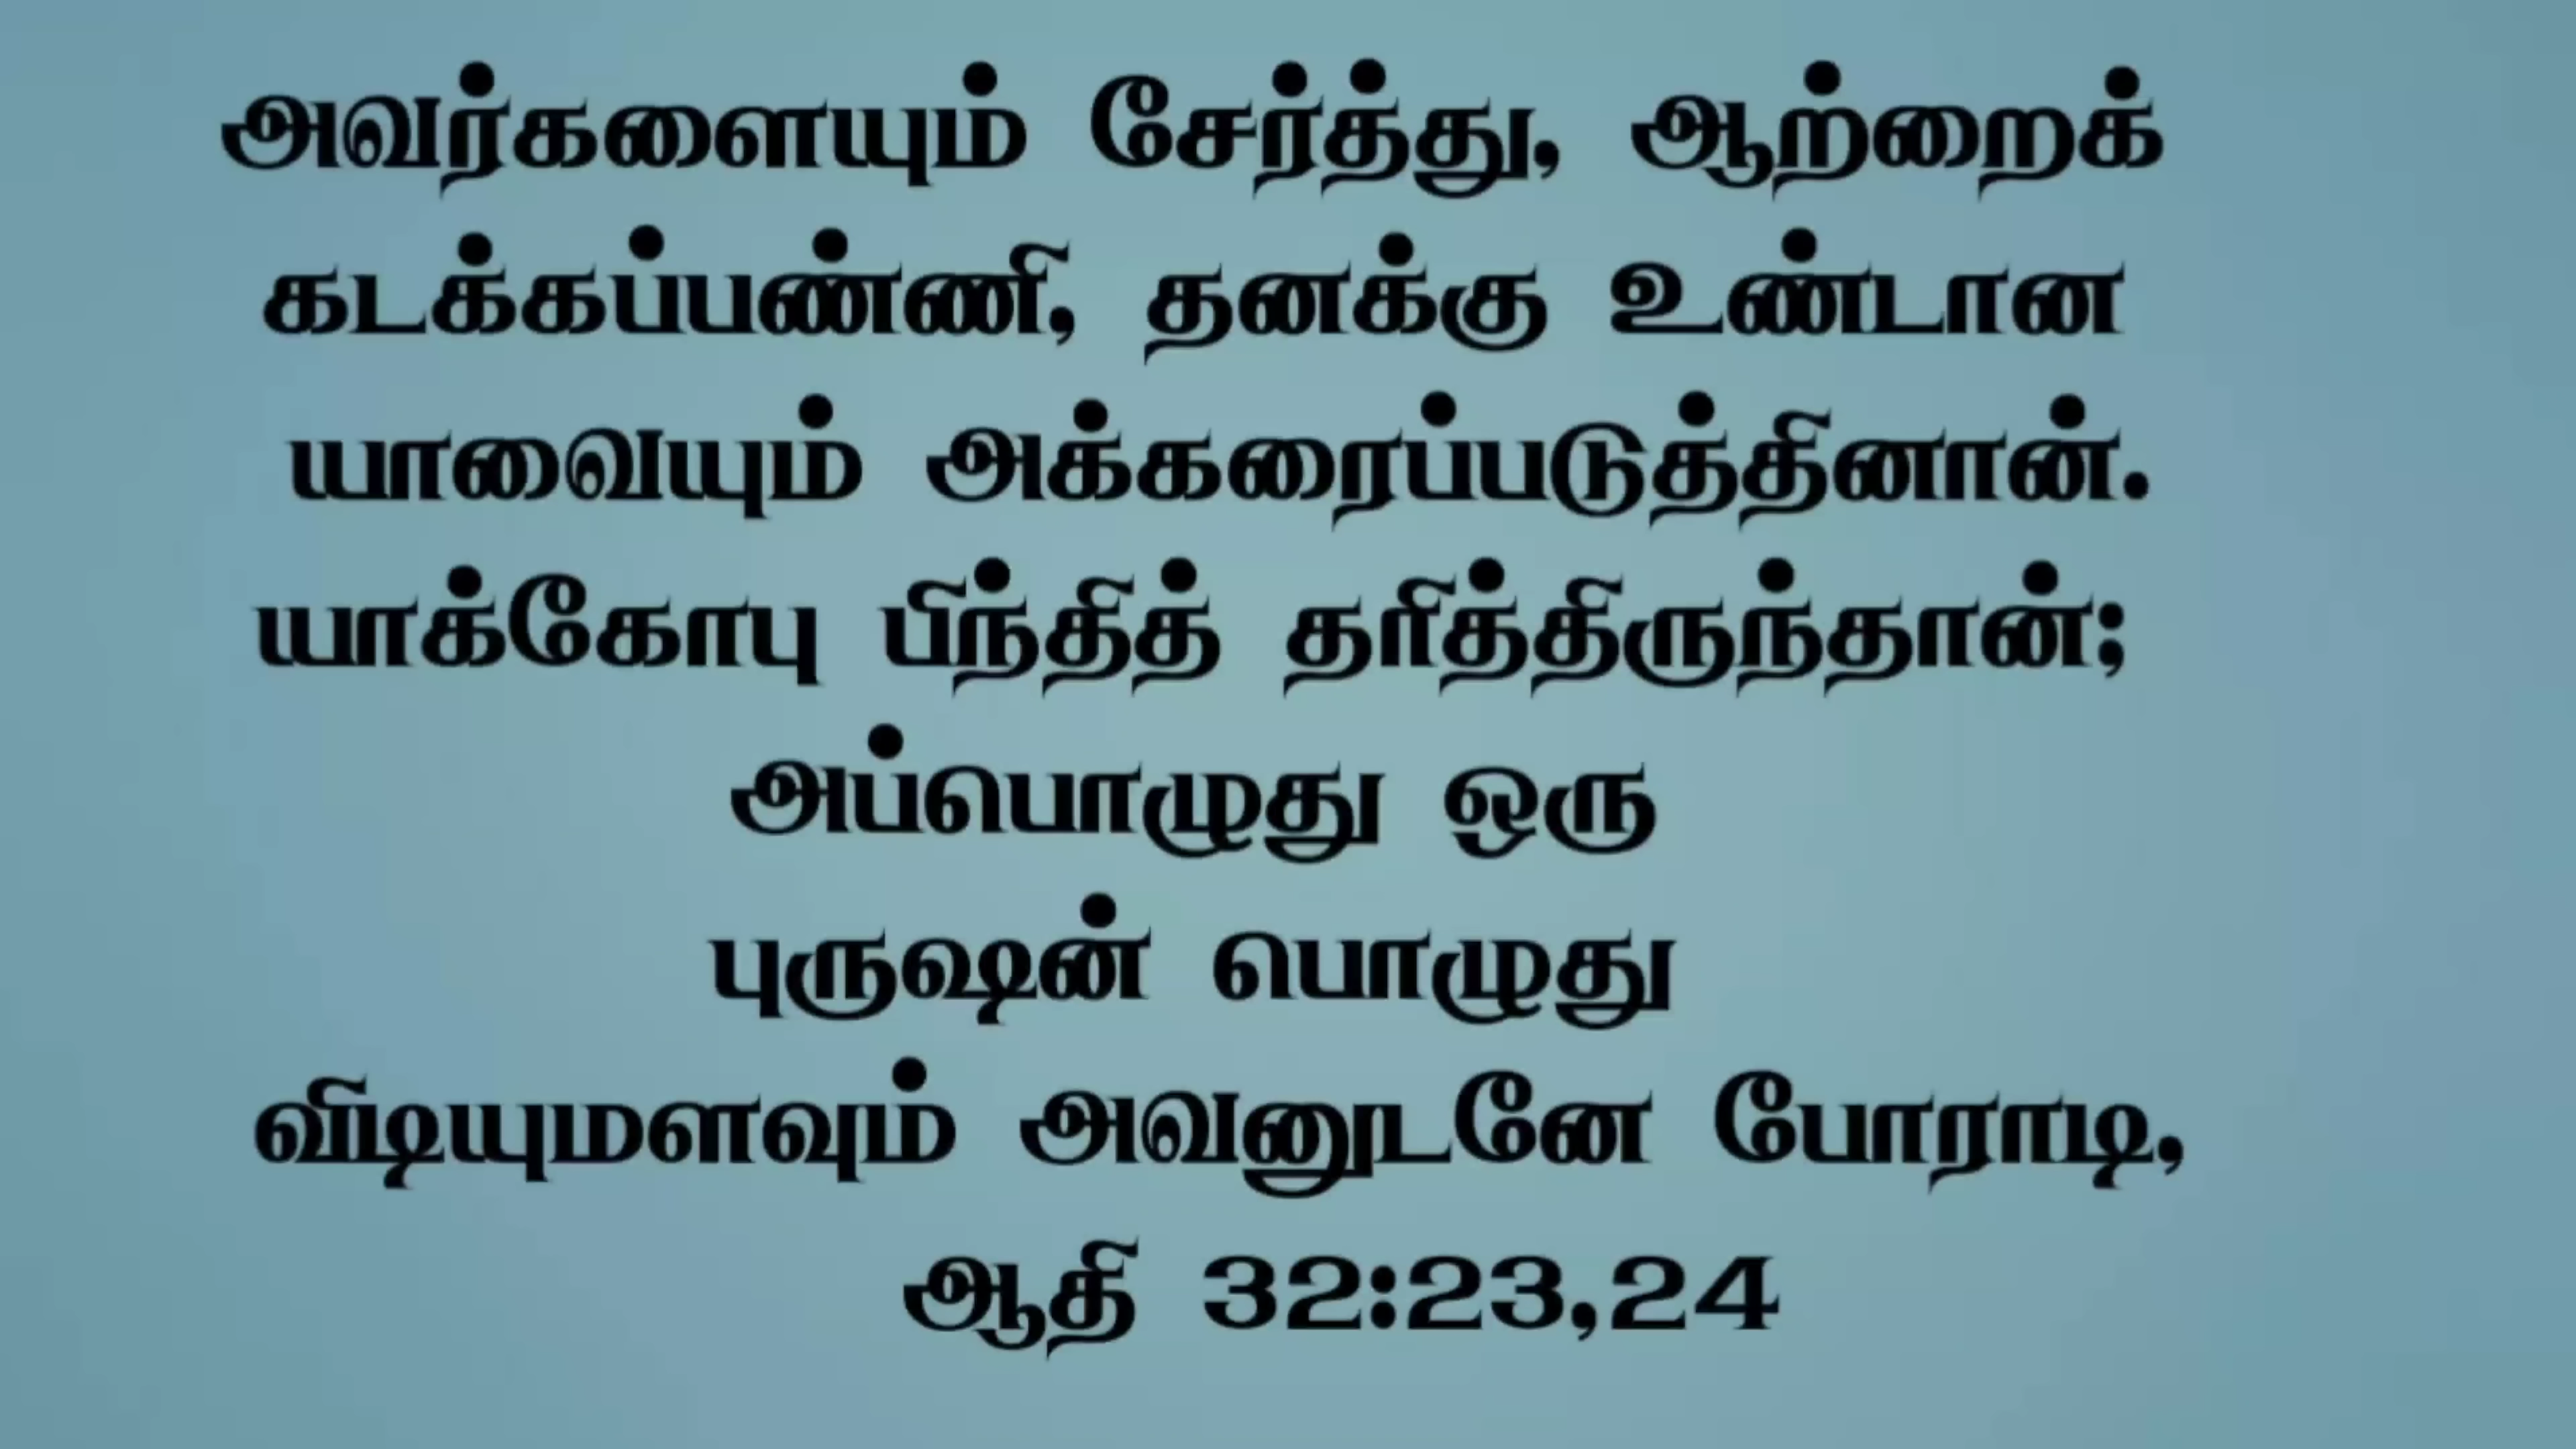 அவர்களையும் சேர்த்து, ஆற்றைக்
கடக்கப்பண்ணி, தனக்கு உண்டான
யாவையும் அக்கரைப்படுத்தினான்.
யாக்கோபு பிந்தித் தரித்திருந்தான்;
அப்பொழுது ஒரு
புருஷன் பொழுது
விடியுமளவும் அவனுடனே போராடி,
ஆதி 32:23,24